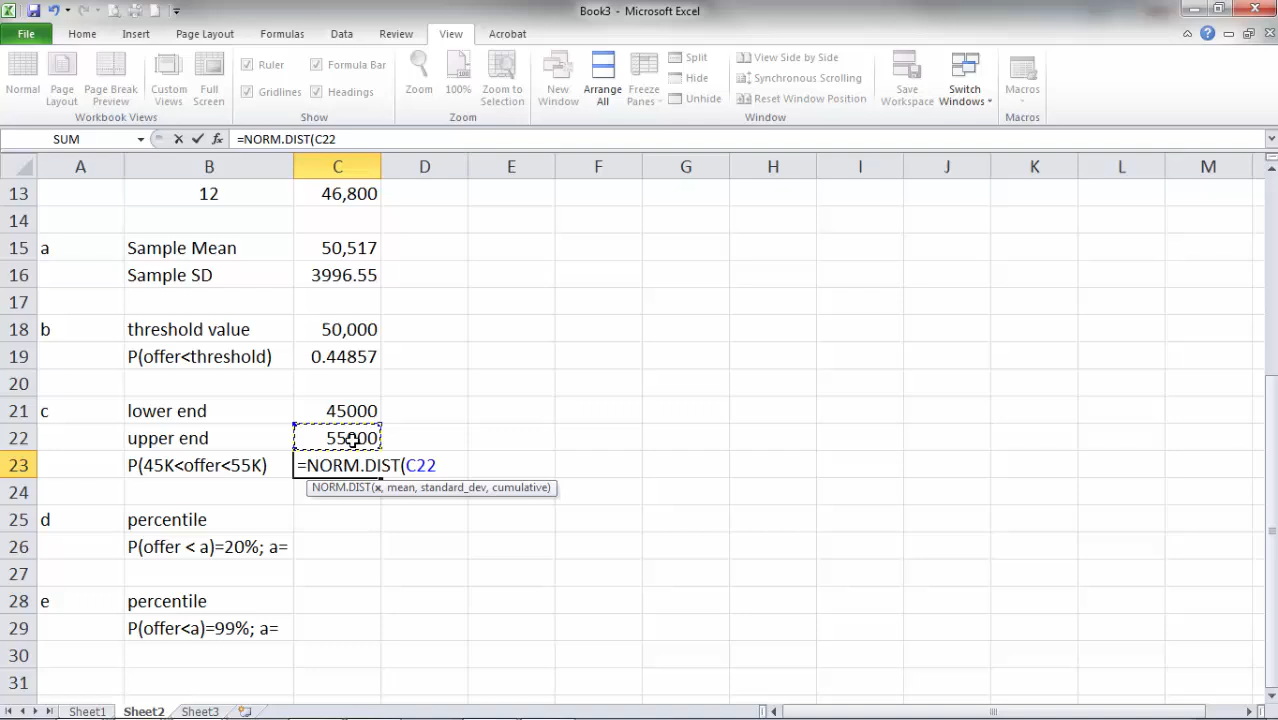 Book3 - Microsoft Excel
File Home Insert Page Layout Formulas Data Review View Acrobat
Normal Page Layout Page Break Preview Custom Views Full Screen
Workbook Views
Ruler Formula Bar
Gridlines Headings
Show
Zoom 100% Zoom to Selection
Zoom
New Window Arrange All Freeze Panes
Split
Hide
Unhide
View Side by Side
Synchronous Scrolling
Reset Window Position
Save Workspace Switch Windows
Window
Macros
Macros
SUM fx =NORM.DIST(C22
A B C D E F G H I J K L M
13 12 46,800
14
15 a Sample Mean 50,517
16 Sample SD 3996.55
17
18 b threshold value 50,000
19 P(offer<threshold) 0.44857
20
21 c lower end 45000
22 upper end 55000
23 P(45K<offer<55K) =NORM.DIST(C22
NORM.DIST(x, mean, standard_dev, cumulative)
24
25 d percentile
26 P(offer < a)=20%; a=
27
28 e percentile
29 P(offer<a)=99%; a=
30
31
Sheet1 Sheet2 Sheet3